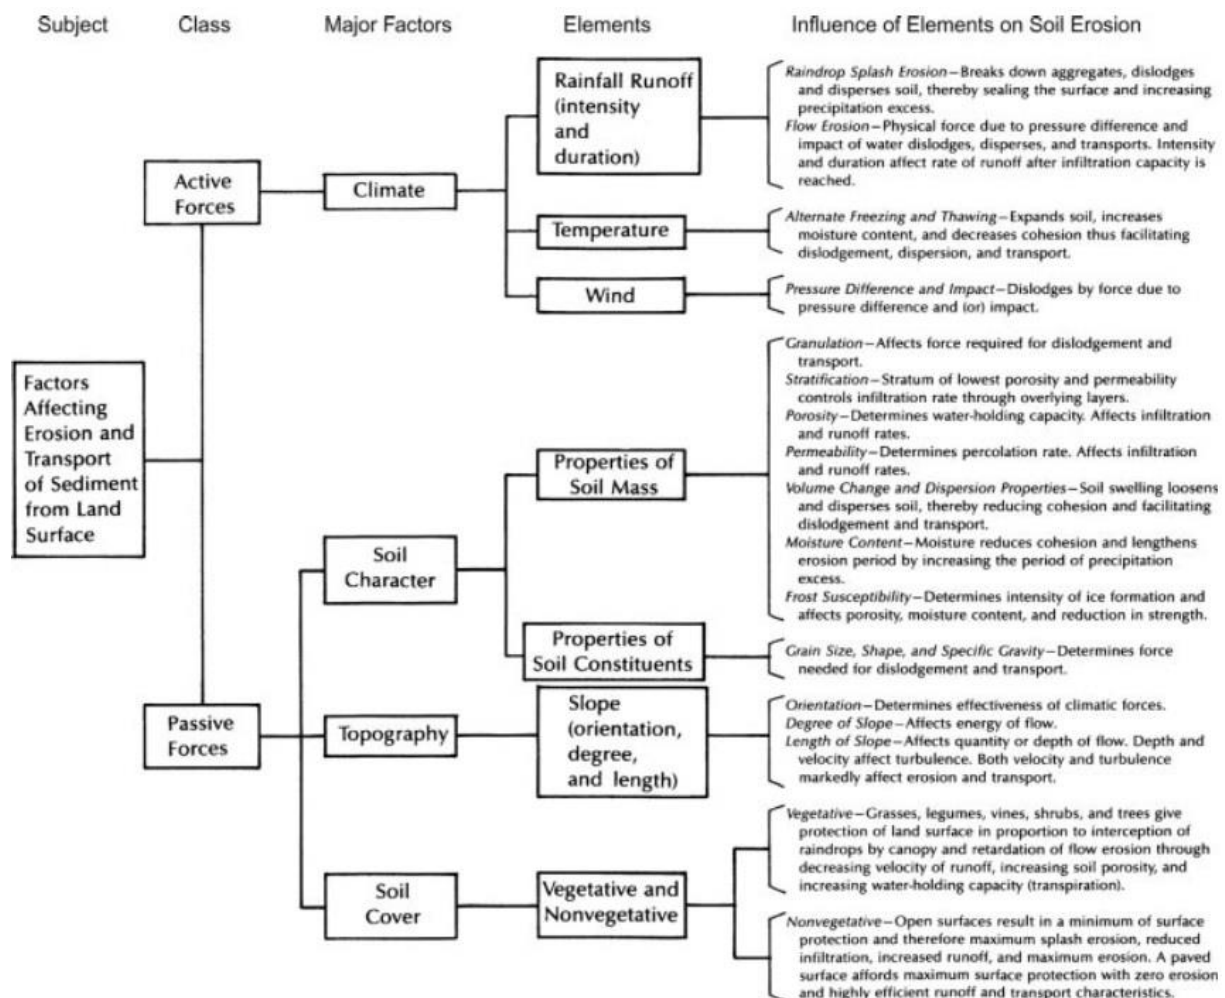 Subject Class Major Factors Elements Influence of Elements on Soil Erosion
Rainfall Runoff
(intensity
and
duration)
Raindrop Splash Erosion—Breaks down aggregates, dislodges
and disperses soil, thereby sealing the surface and increasing
precipitation excess.
Flow Erosion—Physical force due to pressure difference and
impact of water dislodges, disperses, and transports. Intensity
and duration affect rate of runoff after infiltration capacity is
reached.
Active
Forces
Climate
Temperature
Alternate Freezing and Thawing—Expands soil, increases
moisture content, and decreases cohesion thus facilitating
dislodgement, dispersion, and transport.
Wind
Pressure Difference and Impact—Dislodges by force due to
pressure difference and (or) impact.
Factors
Affecting
Erosion and
Transport
of Sediment
from Land
Surface
Properties of
Soil Mass
Granulation—Affects force required for dislodgement and
transport.
Stratification—Stratum of lowest porosity and permeability
controls infiltration rate through overlying layers.
Porosity—Determines water-holding capacity. Affects infiltration
and runoff rates.
Permeability—Determines percolation rate. Affects infiltration
and runoff rates.
Volume Change and Dispersion Properties—Soil swelling loosens
and disperses soil, thereby reducing cohesion and facilitating
dislodgement and transport.
Moisture Content—Moisture reduces cohesion and lengthens
erosion period by increasing the period of precipitation
excess.
Frost Susceptibility—Determines intensity of ice formation and
affects porosity, moisture content, and reduction in strength.
Soil
Character
Properties of
Soil Constituents
Grain Size, Shape, and Specific Gravity—Determines force
needed for dislodgement and transport.
Passive
Forces
Topography
Slope
(orientation,
degree,
and length)
Orientation—Determines effectiveness of climatic forces.
Degree of Slope—Affects energy of flow.
Length of Slope—Affects quantity or depth of flow. Depth and
velocity affect turbulence. Both velocity and turbulence
markedly affect erosion and transport.
Soil
Cover
Vegetative and
Nonvegetative
Vegetative—Grasses, legumes, vines, shrubs, and trees give
protection of land surface in proportion to interception of
raindrops by canopy and retardation of flow erosion through
decreasing velocity of runoff, increasing soil porosity, and
increasing water-holding capacity (transpiration).
Nonvegetative—Open surfaces result in a minimum of surface
protection and therefore maximum splash erosion, reduced
infiltration, increased runoff, and maximum erosion. A paved
surface affords maximum surface protection with zero erosion
and highly efficient runoff and transport characteristics.